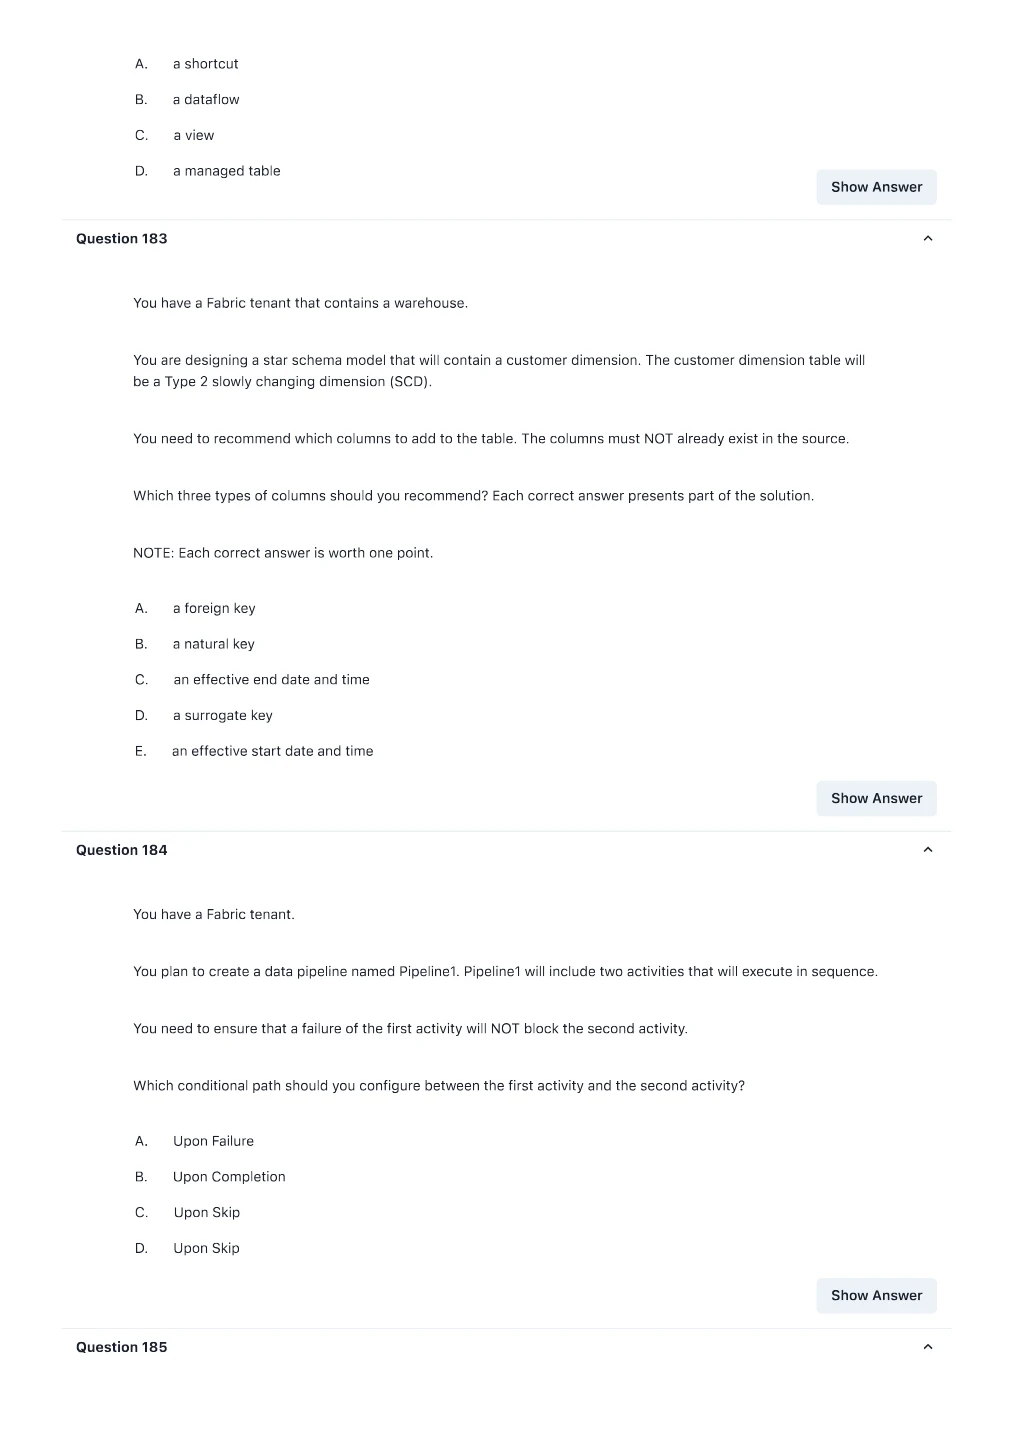 A. a shortcut
B. a dataflow
C. a view
D. a managed table
Show Answer
Question 183
You have a Fabric tenant that contains a warehouse.
You are designing a star schema model that will contain a customer dimension. The customer dimension table will
be a Type 2 slowly changing dimension (SCD).
You need to recommend which columns to add to the table. The columns must NOT already exist in the source.
Which three types of columns should you recommend? Each correct answer presents part of the solution.
NOTE: Each correct answer is worth one point.
A. a foreign key
B. a natural key
C. an effective end date and time
D. a surrogate key
E. an effective start date and time
Show Answer
Question 184
You have a Fabric tenant.
You plan to create a data pipeline named Pipeline1. Pipeline1 will include two activities that will execute in sequence.
You need to ensure that a failure of the first activity will NOT block the second activity.
Which conditional path should you configure between the first activity and the second activity?
A. Upon Failure
B. Upon Completion
C. Upon Skip
D. Upon Skip
Show Answer
Question 185